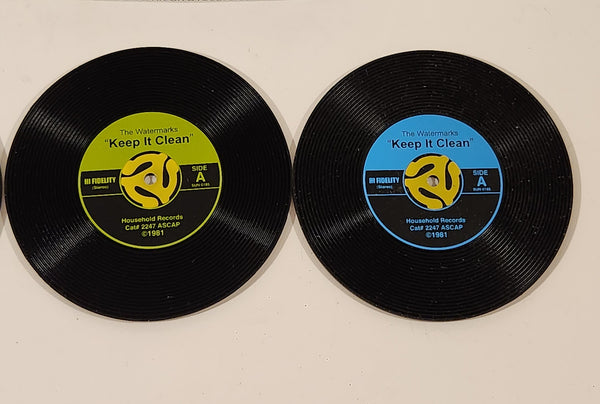 The Watermarks
"Keep It Clean"
HI FIDELITY
(Stereo)
SIDE
A
Household Records
Cat# 2247 ASCAP
©1981
The Watermarks
"Keep It Clean"
HI FIDELITY
(Stereo)
SIDE
A
Household Records
Cat# 2247 ASCAP
©1981